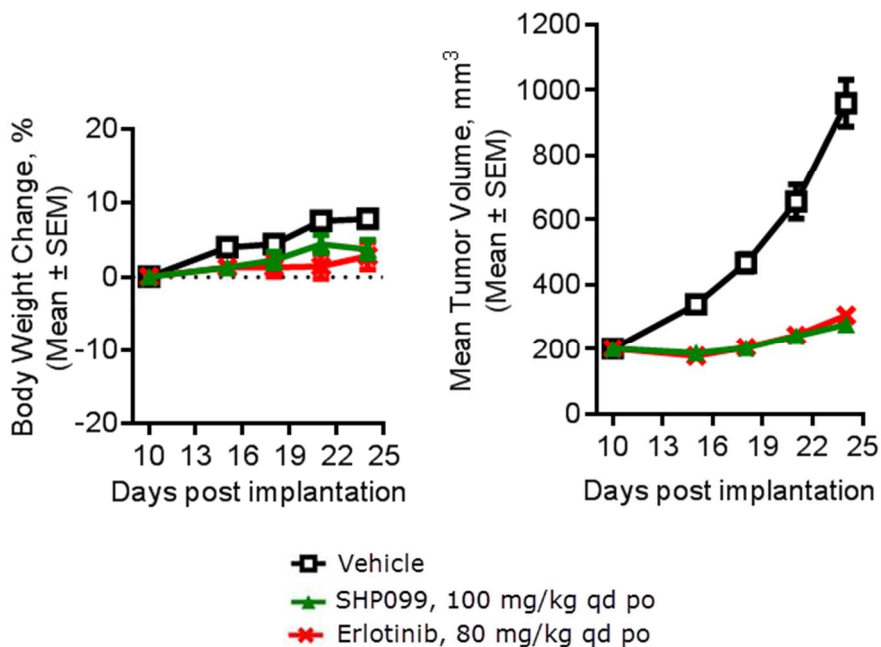 Body Weight Change, %
(Mean ± SEM)
20
10
0
-10
-20
10 13 16 19 22 25
Days post implantation
Mean Tumor Volume, mm³
(Mean ± SEM)
1200
1000
800
600
400
200
0
10 13 16 19 22 25
Days post implantation
Vehicle
SHP099, 100 mg/kg qd po
Erlotinib, 80 mg/kg qd po